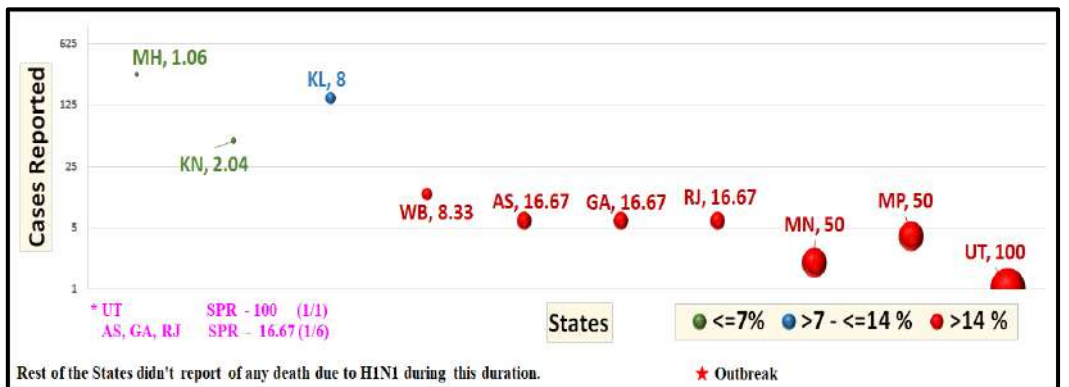 625
125
25
5
1
Cases Reported
MH, 1.06
KN, 2.04
KL, 8
WB, 8.33
AS, 16.67
GA, 16.67
RJ, 16.67
MN, 50
MP, 50
UT, 100
* UT SPR - 100 (1/1)
AS, GA, RJ SPR - 16.67 (1/6)
States
<=7% >7 - <=14 % >14 %
Rest of the States didn't report of any death due to H1N1 during this duration.
★ Outbreak